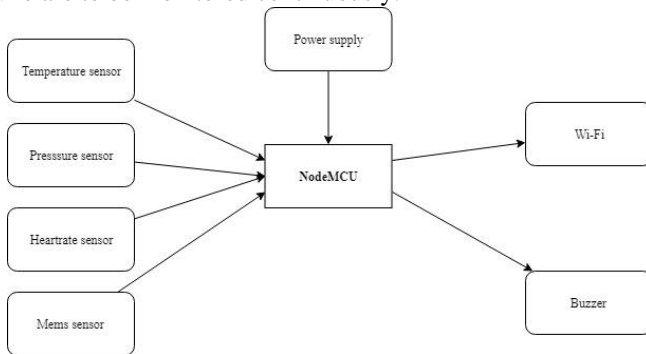 Power supply
Temperature sensor
Presssure sensor
Heartrate sensor
Mems sensor
NodeMCU
Wi-Fi
Buzzer